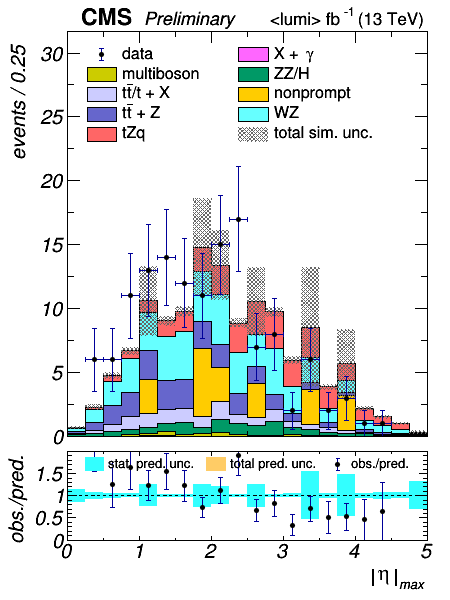 CMS Preliminary <lumi> fb⁻¹ (13 TeV)
events / 0.25
30
25
20
15
10
5
0
data
multiboson
tt̄/t + X
tt̄ + Z
tZq
X + γ
ZZ/H
nonprompt
WZ
total sim. unc.
obs./pred.
1.5
1
0.5
0
stat. pred. unc. total pred. unc. obs./pred.
0 1 2 3 4 5
|η|max